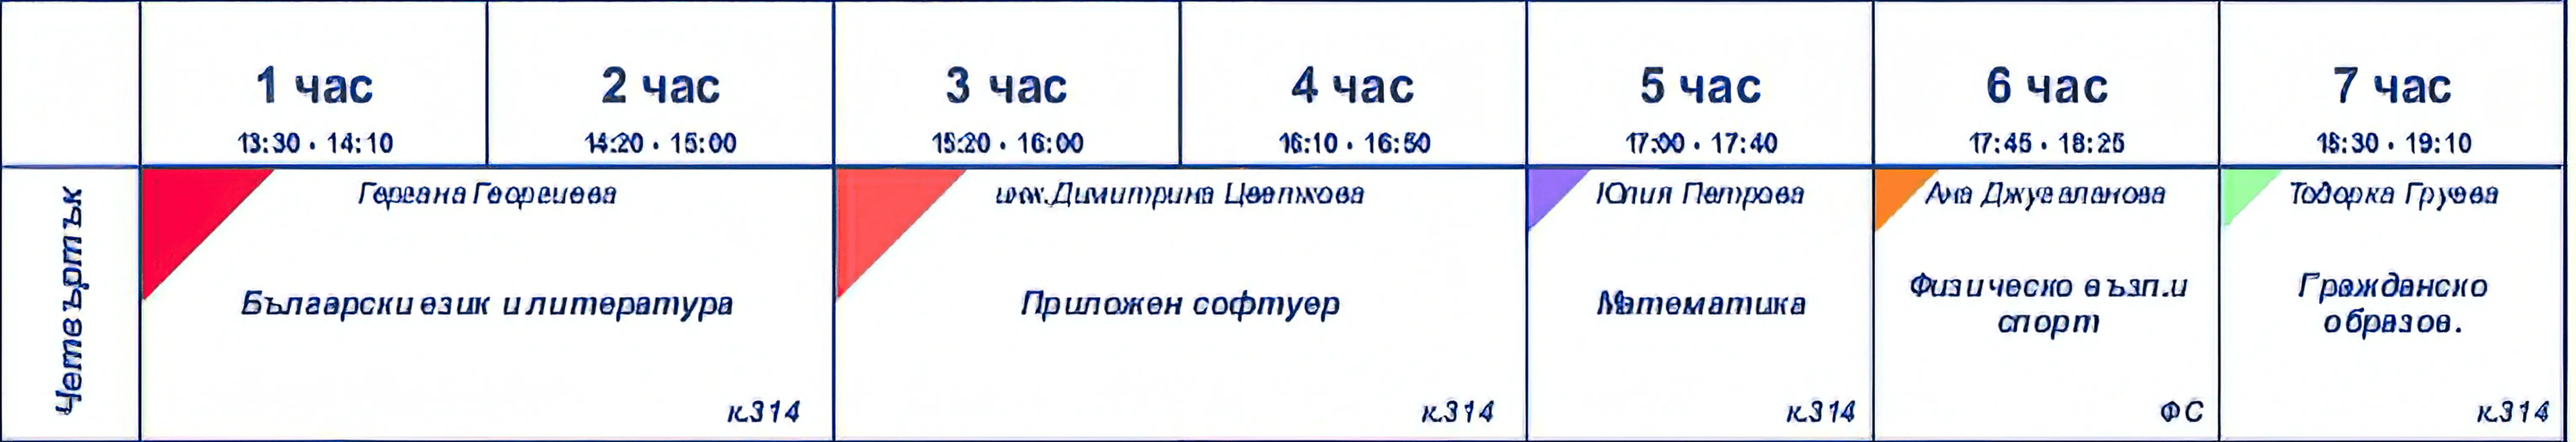 1 час
2 час
3 час
4 час
5 час
6 час
7 час
13:30 - 14:10
14:20 - 15:00
15:20 - 16:00
16:10 - 16:50
17:00 - 17:40
17:45 - 18:25
18:30 - 19:10
Четвъртък
Гергана Георгиева
Български език и литература
к.314
инж.Димитрина Цветкова
Приложен софтуер
к.314
Юлия Петрова
Математика
к.314
Ана
Физическо възп.и
спорт
ФС
Тодорка Груева
Гражданско
образов.
к.314